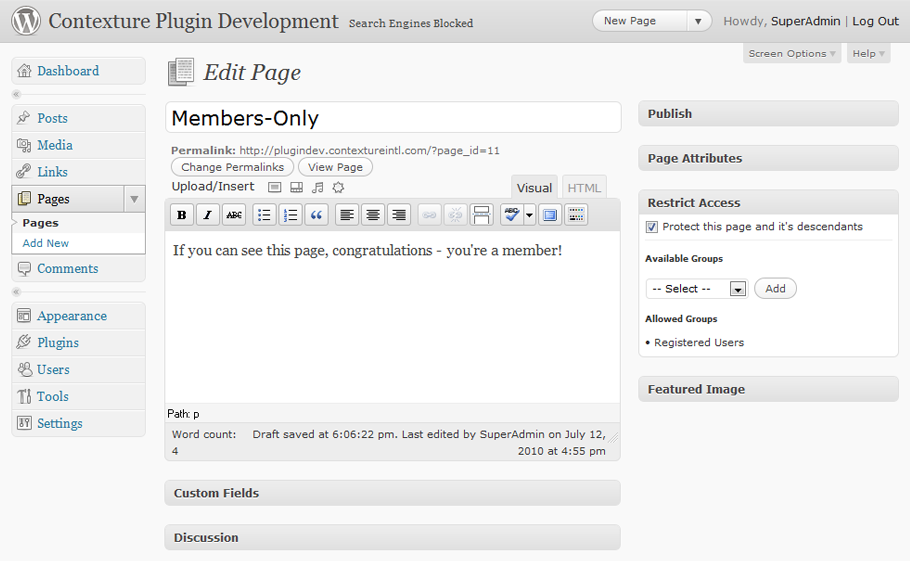 Contexture Plugin Development Search Engines Blocked New Page Howdy, SuperAdmin | Log Out
Screen Options Help
Dashboard
Posts
Media
Links
Pages
Pages
Add New
Comments
Appearance
Plugins
Users
Tools
Settings
Edit Page
Members-Only
Permalink: http://plugindev.contextureintl.com/?page_id=11
Change Permalinks View Page
Upload/Insert Visual HTML
B I ABC ABC
If you can see this page, congratulations - you're a member!
Path: p
Word count: 4
Draft saved at 6:06:22 pm. Last edited by SuperAdmin on July 12,
2010 at 4:55 pm
Custom Fields
Discussion
Publish
Page Attributes
Restrict Access
Protect this page and it's descendants
Available Groups
-- Select -- Add
Allowed Groups
• Registered Users
Featured Image